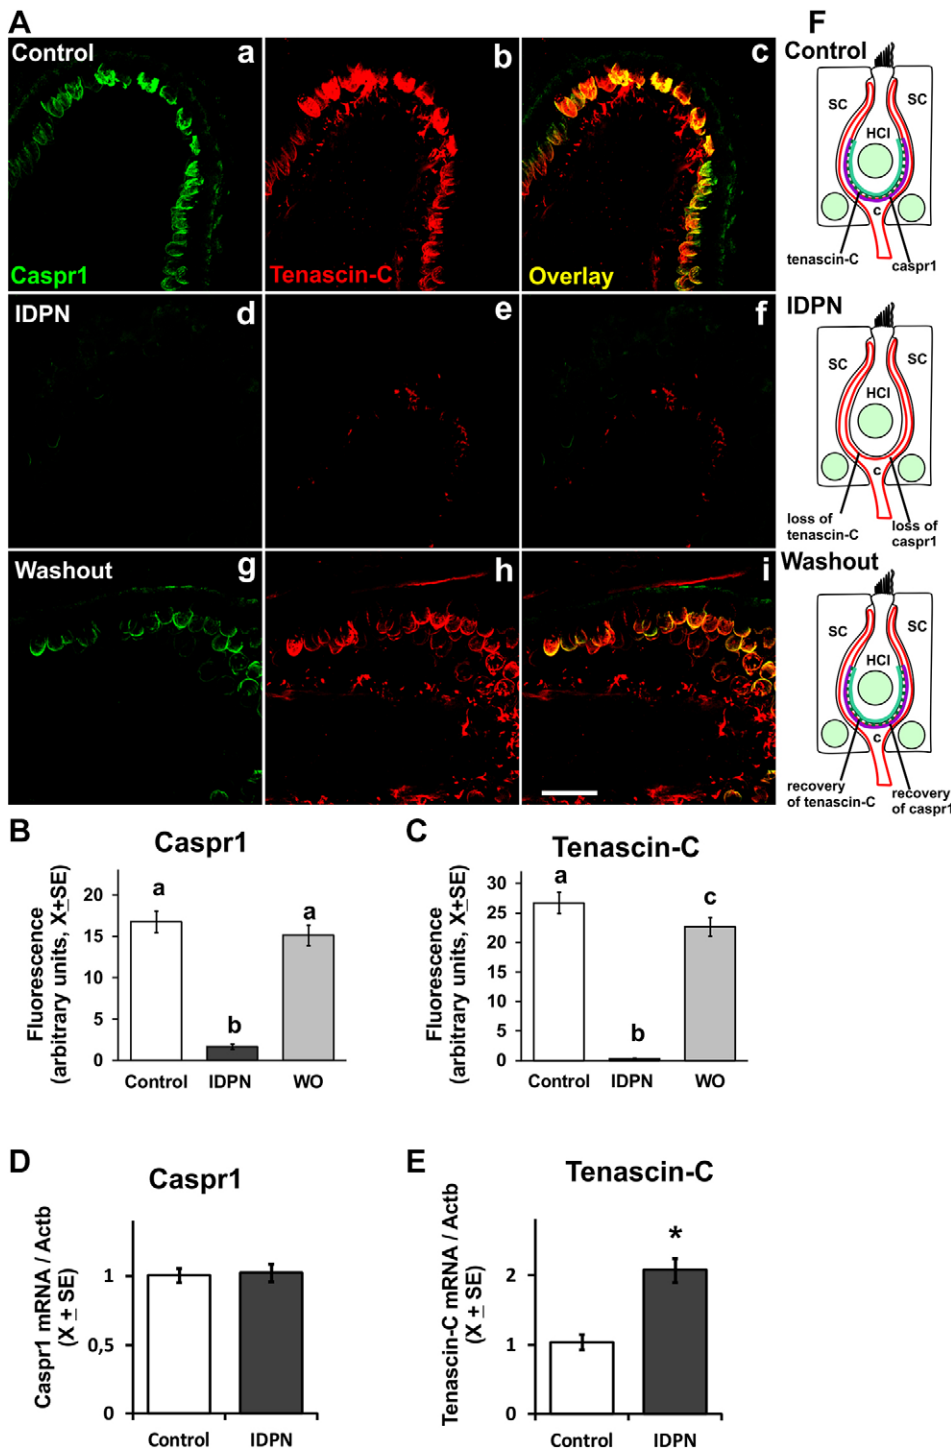 A
Control
a
b
c
Caspr1
Tenascin-C
Overlay
IDPN
d
e
f
Washout
g
h
i
F
Control
SC
SC
HCI
c
tenascin-C
caspr1
IDPN
SC
SC
HCI
c
loss of
tenascin-C
loss of
caspr1
Washout
SC
SC
HCI
c
recovery
of tenascin-C
recovery
of caspr1
B
Caspr1
Fluorescence
(arbitrary units, X±SE)
20
15
10
5
0
a
b
a
Control
IDPN
WO
C
Tenascin-C
Fluorescence
(arbitrary units, X±SE)
30
25
20
15
10
5
0
a
b
c
Control
IDPN
WO
D
Caspr1
Caspr1 mRNA / Actb
(X ± SE)
1
0,5
0
Control
IDPN
E
Tenascin-C
Tenascin-C mRNA / Actb
(X ± SE)
2
1
0
*
Control
IDPN